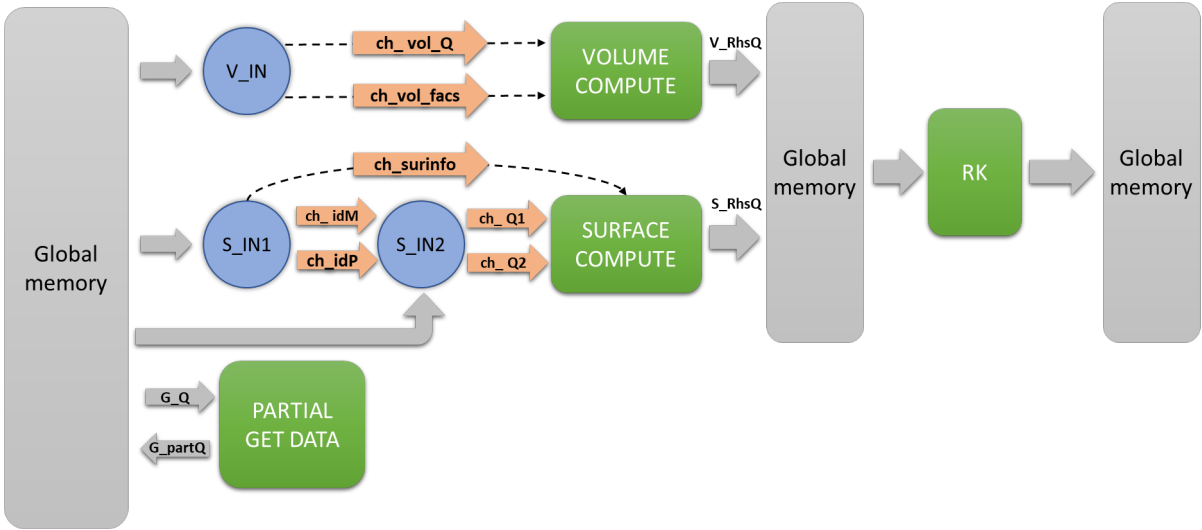 Global
memory
V_IN
ch_ vol_Q
ch_vol_facs
VOLUME
COMPUTE
V_RhsQ
ch_surinfo
S_IN1
ch_ idM
ch_idP
S_IN2
ch_ Q1
ch_ Q2
SURFACE
COMPUTE
S_RhsQ
G_Q
G_partQ
PARTIAL
GET DATA
Global
memory
RK
Global
memory